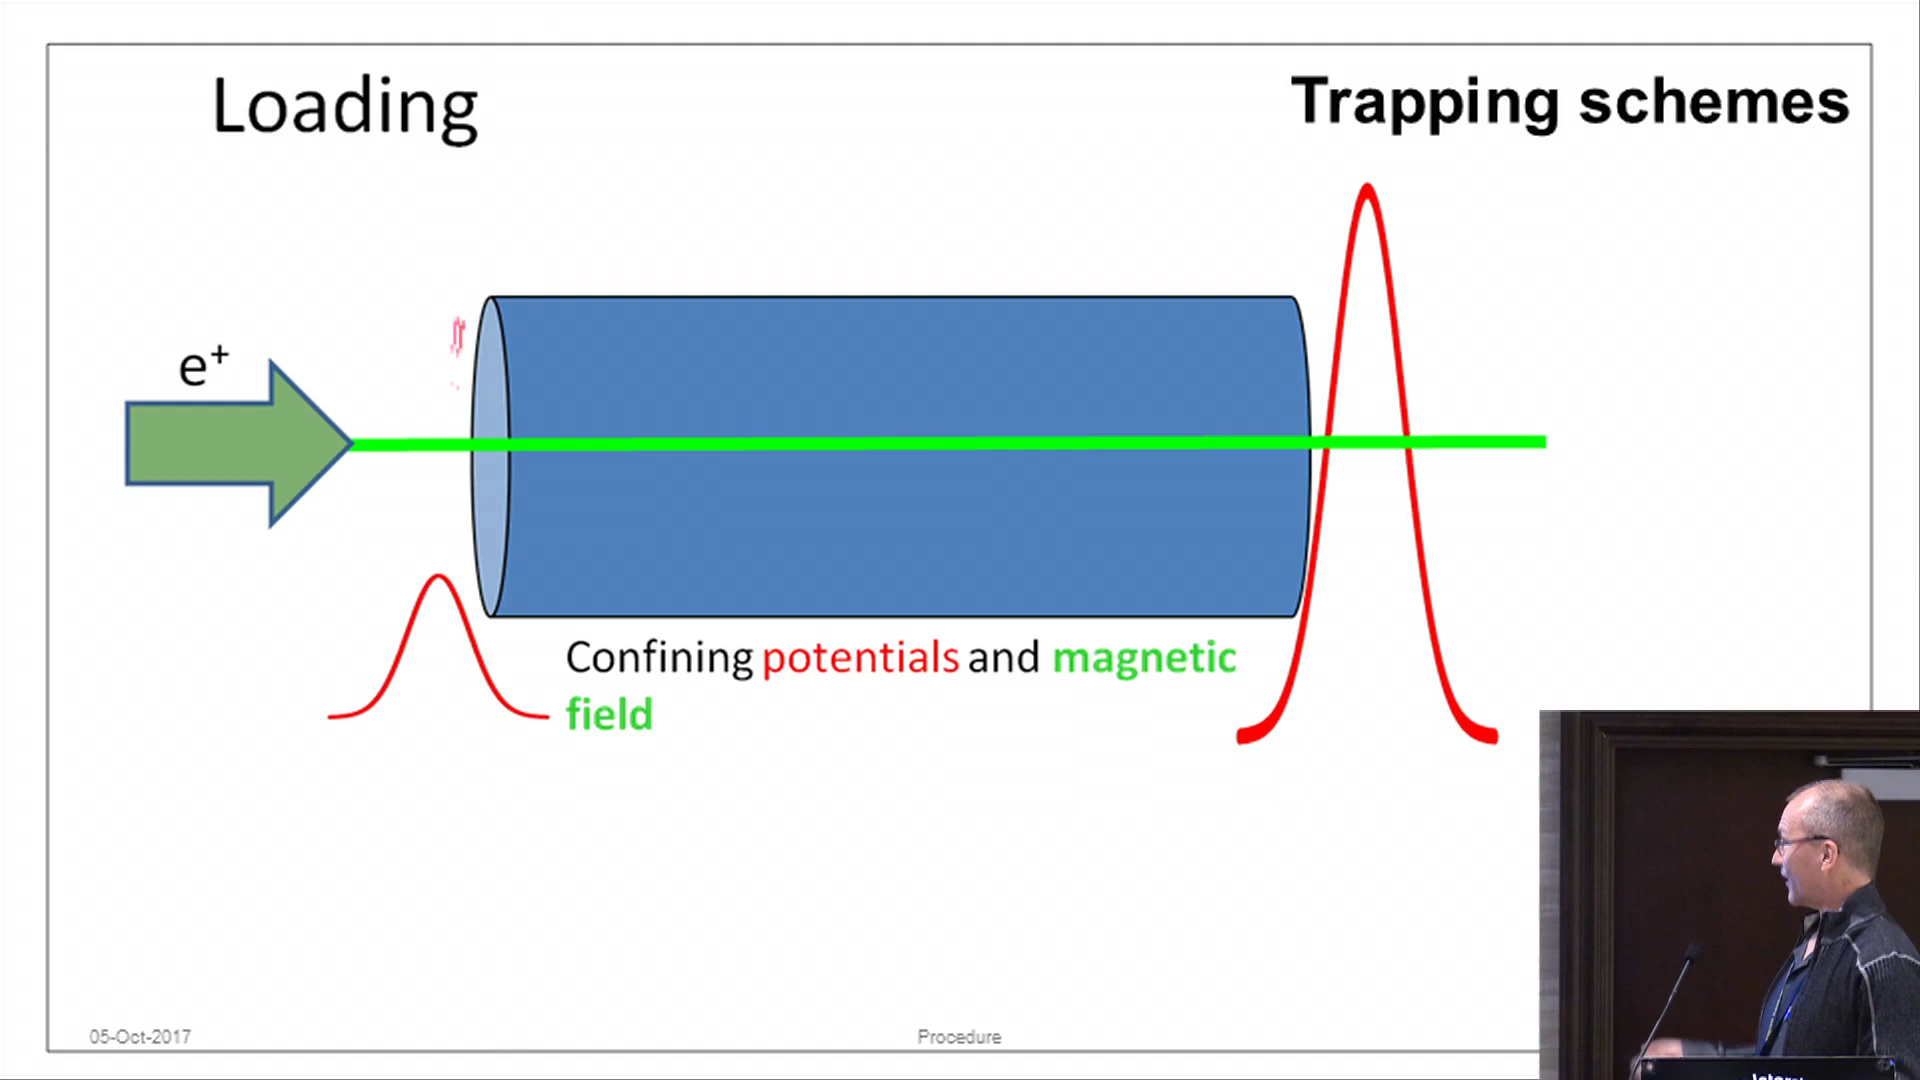 Loading
Trapping schemes
e⁺
Confining potentials and magnetic
field
05-Oct-2017
Procedure